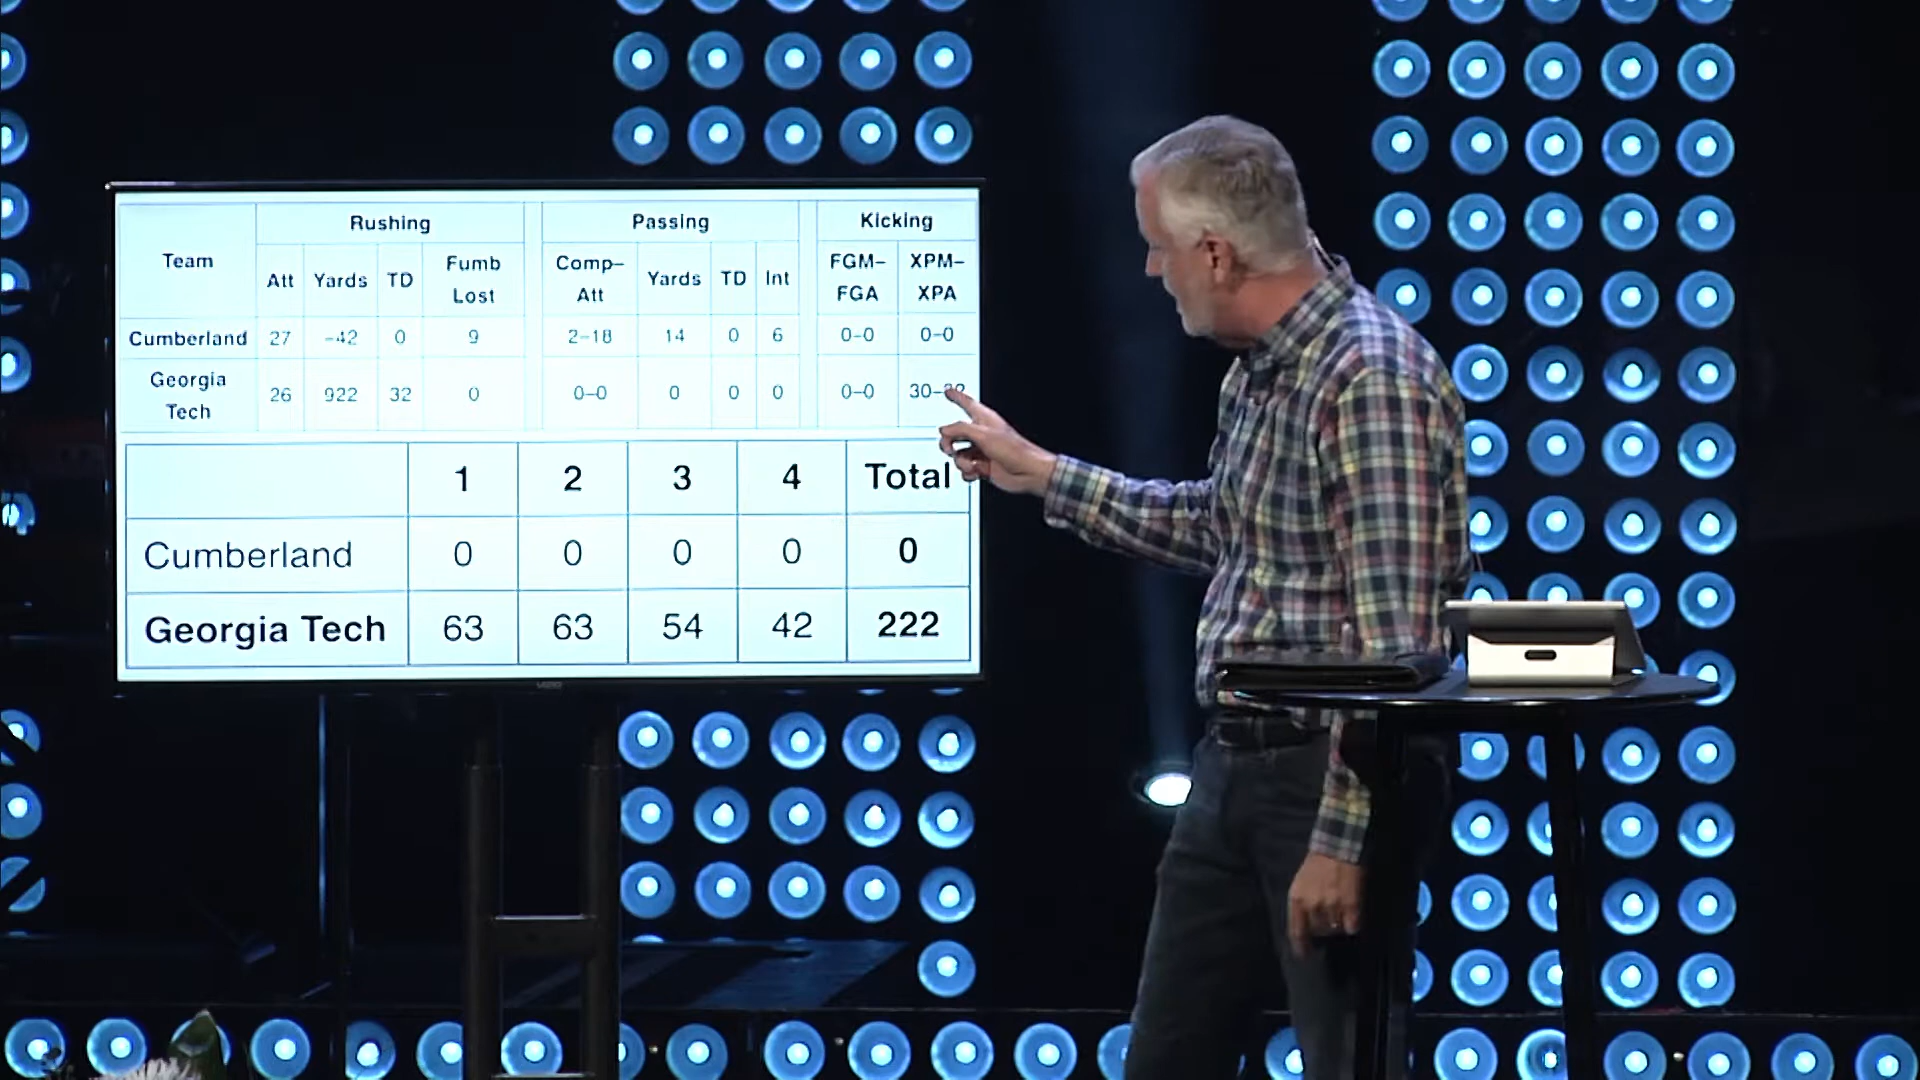 Rushing Passing Kicking
Team Att Yards TD Fumb Lost Comp– Att Yards TD Int FGM– FGA XPM– XPA
Cumberland 27 -42 0 9 2–18 14 0 6 0–0 0–0
Georgia Tech 26 922 32 0 0–0 0 0 0 0–0
1 2 3 4 Total
Cumberland 0 0 0 0 0
Georgia Tech 63 63 54 42 222